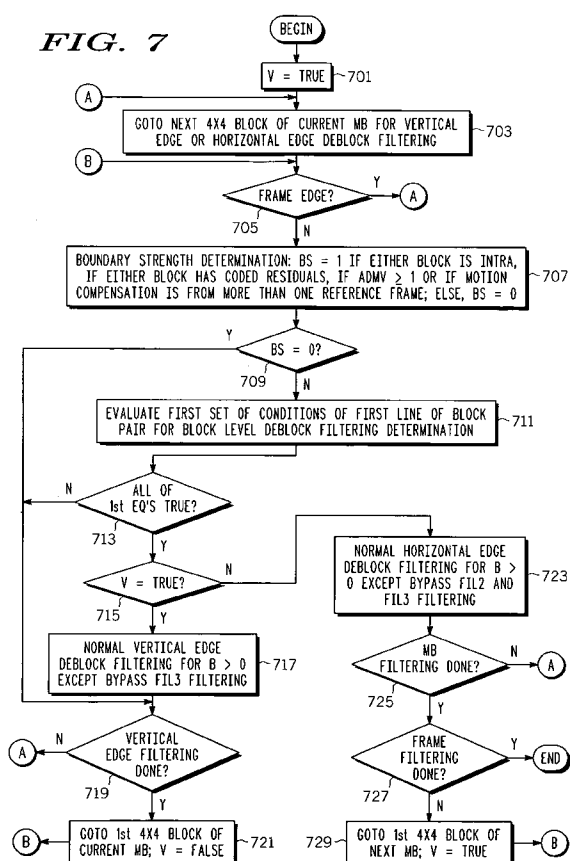 FIG. 7
BEGIN
V = TRUE
701
A
GOTO NEXT 4X4 BLOCK OF CURRENT MB FOR VERTICAL
EDGE OR HORIZONTAL EDGE DEBLOCK FILTERING
703
B
FRAME EDGE?
Y
A
705
N
BOUNDARY STRENGTH DETERMINATION: BS = 1 IF EITHER BLOCK IS INTRA,
IF EITHER BLOCK HAS CODED RESIDUALS, IF ADMV ≥ 1 OR IF MOTION
COMPENSATION IS FROM MORE THAN ONE REFERENCE FRAME; ELSE, BS = 0
707
Y
BS = 0?
709
N
EVALUATE FIRST SET OF CONDITIONS OF FIRST LINE OF BLOCK
PAIR FOR BLOCK LEVEL DEBLOCK FILTERING DETERMINATION
711
N
ALL OF
1st EQ'S TRUE?
713
Y
V = TRUE?
N
715
Y
NORMAL VERTICAL EDGE
DEBLOCK FILTERING FOR B > 0
EXCEPT BYPASS FIL3 FILTERING
717
A
N
VERTICAL
EDGE FILTERING
DONE?
719
Y
B
GOTO 1st 4X4 BLOCK OF
CURRENT MB; V = FALSE
721
NORMAL HORIZONTAL EDGE
DEBLOCK FILTERING FOR B >
0 EXCEPT BYPASS FIL2 AND
FIL3 FILTERING
723
MB
FILTERING DONE?
N
A
725
Y
FRAME
FILTERING
DONE?
Y
END
727
N
729
GOTO 1st 4X4 BLOCK OF
NEXT MB; V = TRUE
B